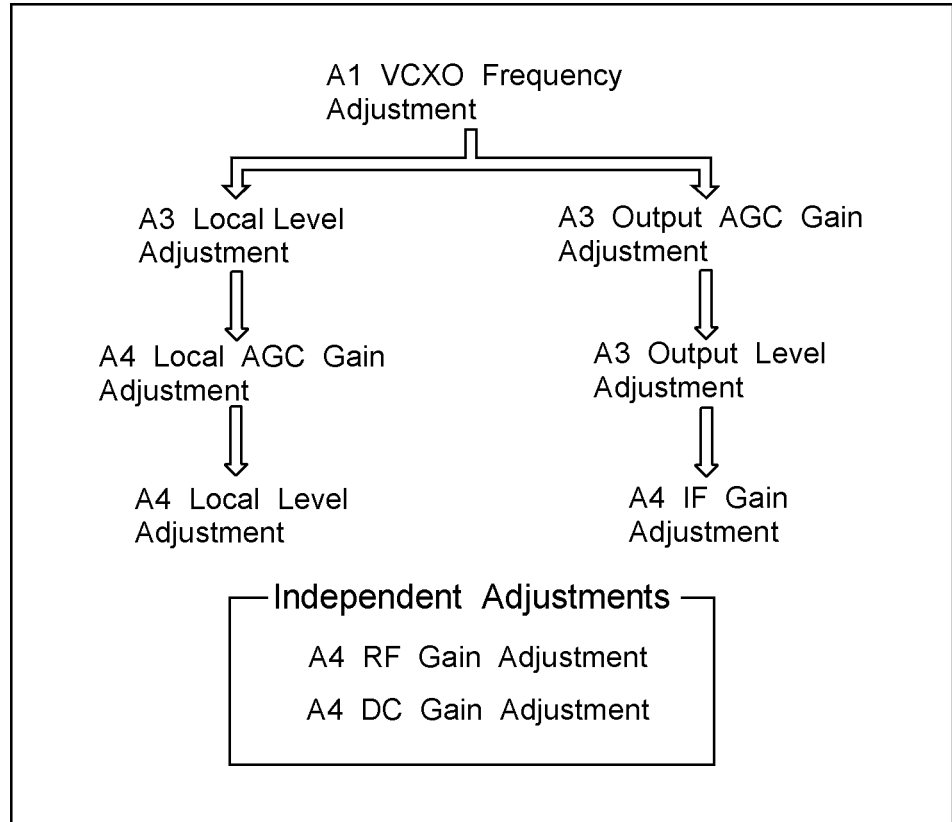 A1 VCXO Frequency
Adjustment
A3 Local Level
Adjustment
A3 Output AGC Gain
Adjustment
A4 Local AGC Gain
Adjustment
A3 Output Level
Adjustment
A4 Local Level
Adjustment
A4 IF Gain
Adjustment
Independent Adjustments
A4 RF Gain Adjustment
A4 DC Gain Adjustment